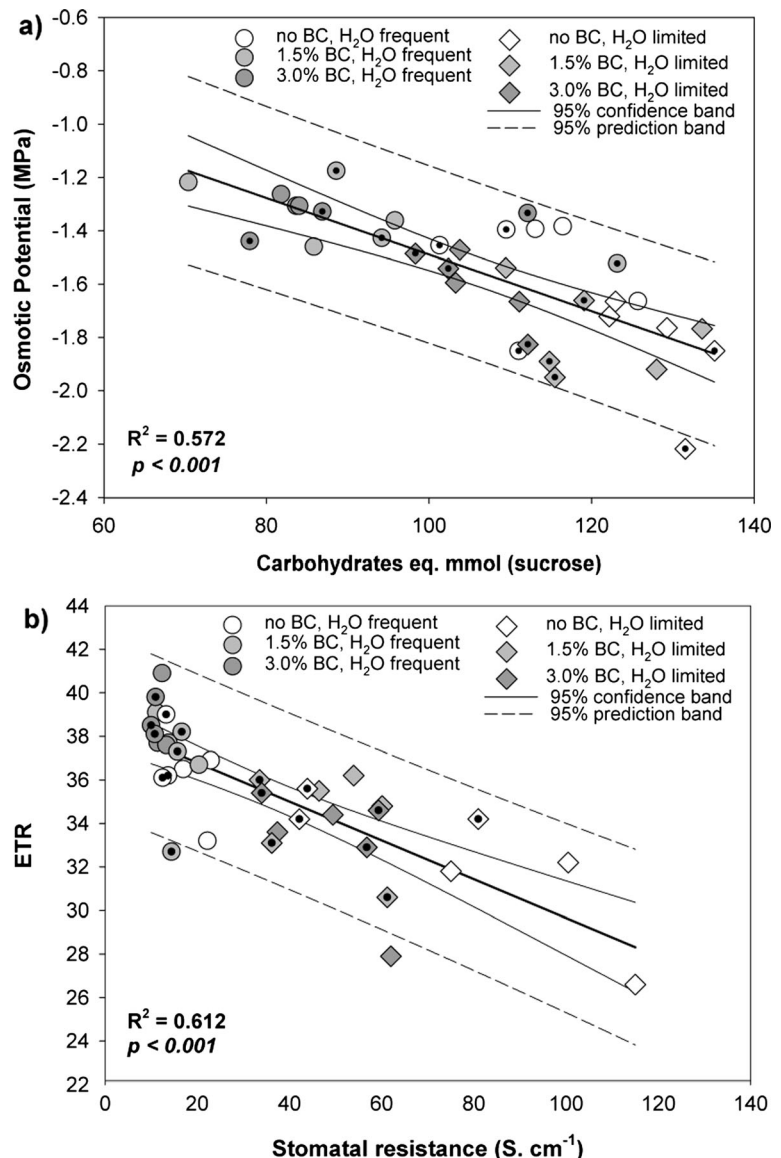 a)
no BC, H₂O frequent
1.5% BC, H₂O frequent
3.0% BC, H₂O frequent
no BC, H₂O limited
1.5% BC, H₂O limited
3.0% BC, H₂O limited
95% confidence band
95% prediction band
-0.6
-0.8
-1.0
-1.2
-1.4
-1.6
-1.8
-2.0
-2.2
-2.4
Osmotic Potential (MPa)
R² = 0.572
p < 0.001
60 80 100 120 140
Carbohydrates eq. mmol (sucrose)
b)
no BC, H₂O frequent
1.5% BC, H₂O frequent
3.0% BC, H₂O frequent
no BC, H₂O limited
1.5% BC, H₂O limited
3.0% BC, H₂O limited
95% confidence band
95% prediction band
44
42
40
38
36
34
32
30
28
26
24
22
ETR
R² = 0.612
p < 0.001
0 20 40 60 80 100 120 140
Stomatal resistance (S. cm⁻¹)